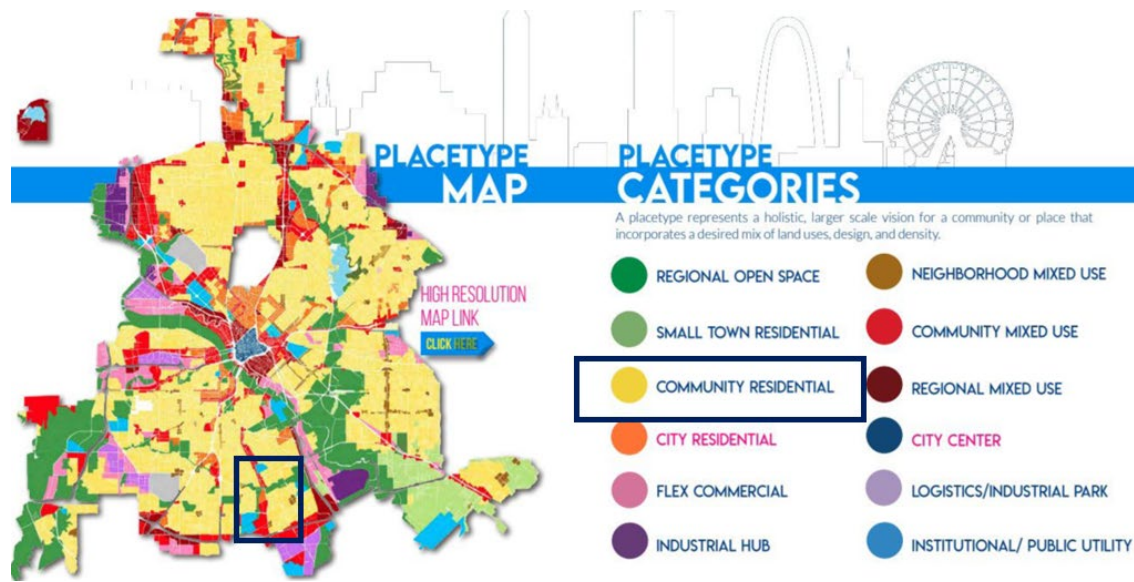 PLACETYPE
MAP
HIGH RESOLUTION
MAP LINK
CLICK HERE
PLACETYPE
CATEGORIES
A placetype represents a holistic, larger scale vision for a community or place that
incorporates a desired mix of land uses, design, and density.
REGIONAL OPEN SPACE
SMALL TOWN RESIDENTIAL
COMMUNITY RESIDENTIAL
CITY RESIDENTIAL
FLEX COMMERCIAL
INDUSTRIAL HUB
NEIGHBORHOOD MIXED USE
COMMUNITY MIXED USE
REGIONAL MIXED USE
CITY CENTER
LOGISTICS/INDUSTRIAL PARK
INSTITUTIONAL/ PUBLIC UTILITY